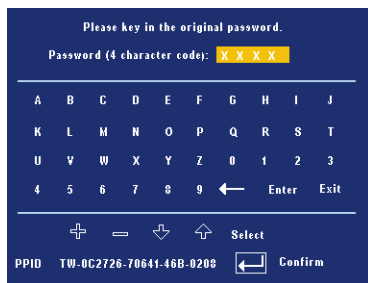 Please key in the original password.
Password (4 character code): X X X X
A B C D E F G H I J
K L M N O P Q R S T
U V W X Y Z 0 1 2 3
4 5 6 7 8 9 ← Enter Exit
Select
PPID TW-0C2726-70641-46B-0208 Confirm